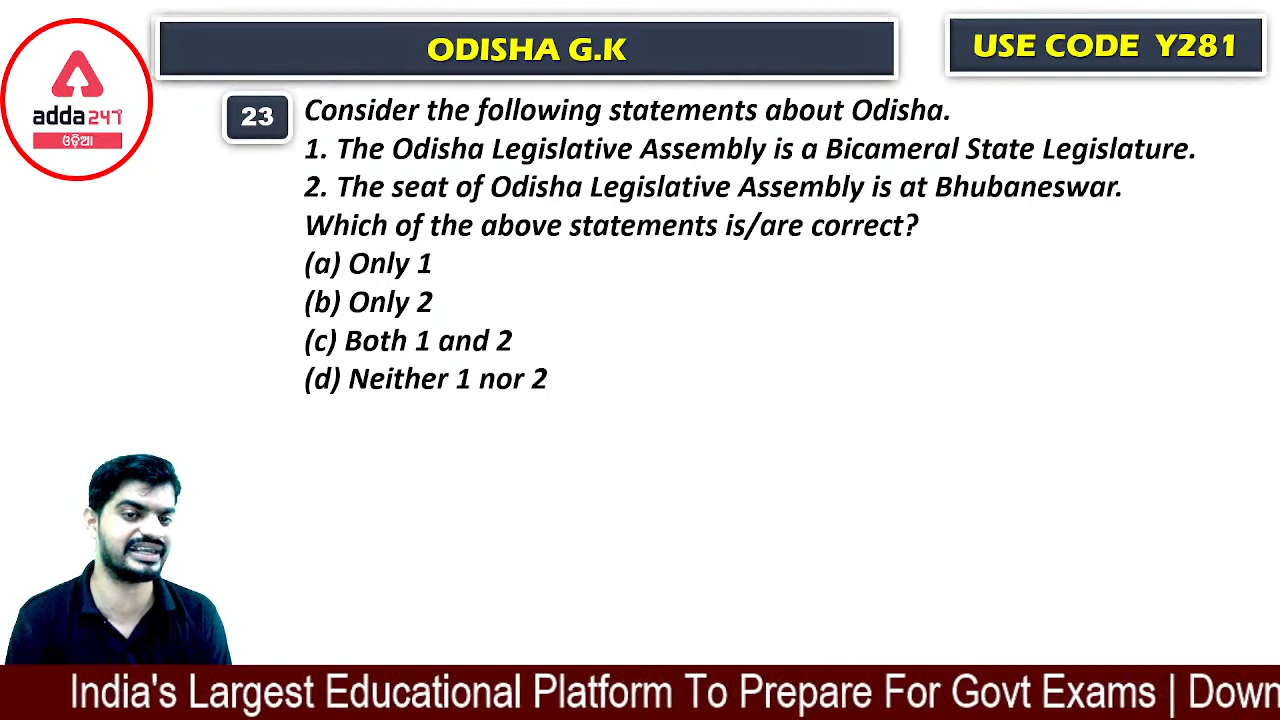 ODISHA G.K
USE CODE Y281
adda247
ଓଡ଼ିଆ
23
Consider the following statements about Odisha.
1. The Odisha Legislative Assembly is a Bicameral State Legislature.
2. The seat of Odisha Legislative Assembly is at Bhubaneswar.
Which of the above statements is/are correct?
(a) Only 1
(b) Only 2
(c) Both 1 and 2
(d) Neither 1 nor 2
India's Largest Educational Platform To Prepare For Govt Exams | Down